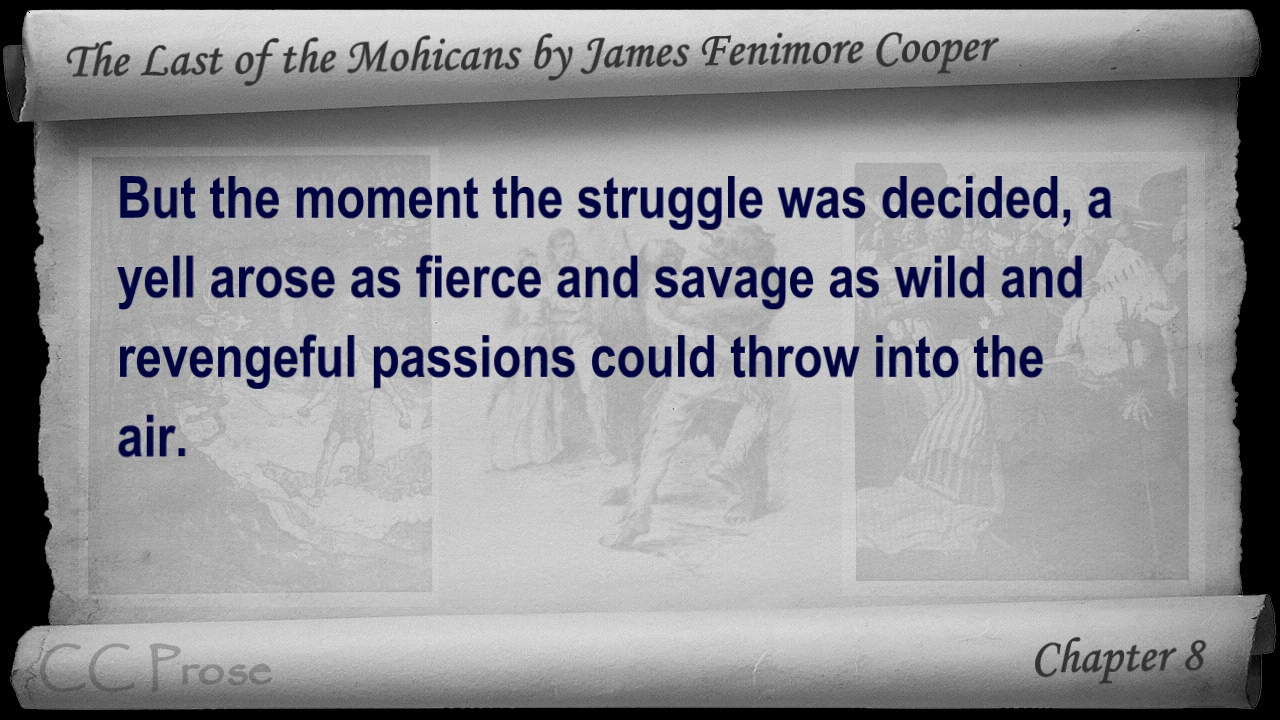 The Last of the Mohicans by James Fenimore Cooper
But the moment the struggle was decided, a
yell arose as fierce and savage as wild and
revengeful passions could throw into the
air.
CC Prose
Chapter 8